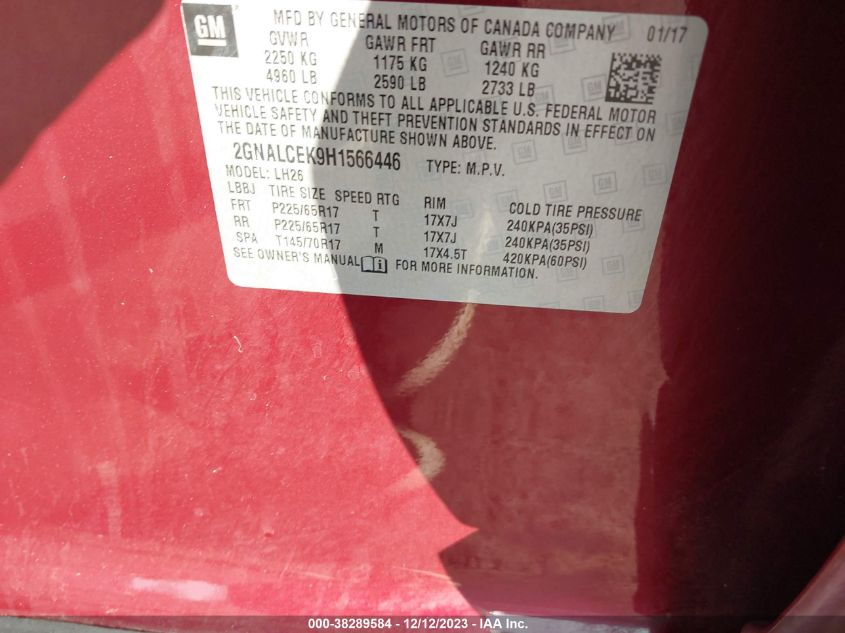 GM
MFD BY GENERAL MOTORS OF CANADA COMPANY 01/17
GVWR GAWR FRT GAWR RR
2250 KG 1175 KG 1240 KG
4960 LB 2590 LB 2733 LB
THIS VEHICLE CONFORMS TO ALL APPLICABLE U.S. FEDERAL MOTOR
VEHICLE SAFETY AND THEFT PREVENTION STANDARDS IN EFFECT ON
THE DATE OF MANUFACTURE SHOWN ABOVE.
2GNALCEK9H1566446 TYPE: M.P.V.
MODEL: LH26
LBBJ TIRE SIZE SPEED RTG RIM COLD TIRE PRESSURE
FRT P225/65R17 T 17X7J 240KPA(35PSI)
RR P225/65R17 T 17X7J 240KPA(35PSI)
SPA T145/70R17 M 17X4.5T 420KPA(60PSI)
SEE OWNER'S MANUAL FOR MORE INFORMATION.
000-38289584 - 12/12/2023 - IAA Inc.